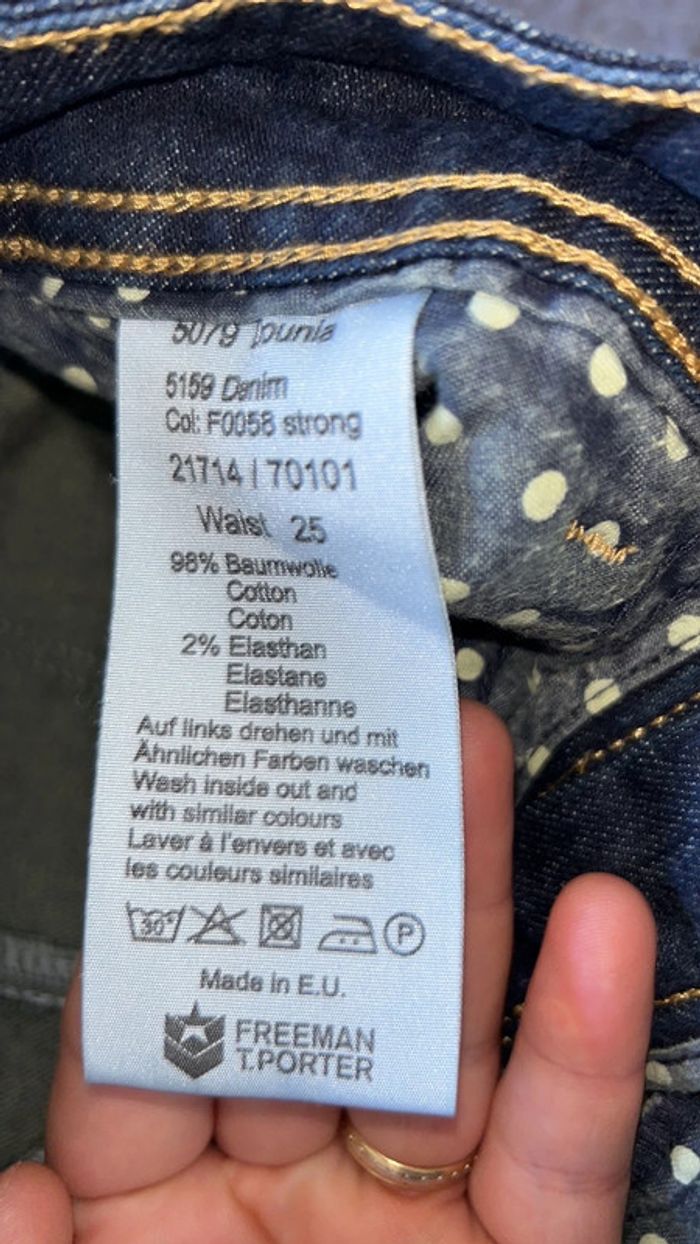 5079
5159 Denim
Col: F0058 strong
21714 | 70101
Waist 25
98% Baumwolle
Cotton
Coton
2% Elasthan
Elastane
Elasthanne
Auf links drehen und mit
Ähnlichen Farben waschen
Wash inside out and
with similar colours
Laver à l'envers et avec
les couleurs similaires
30° P
Made in E.U.
FREEMAN
T.PORTER